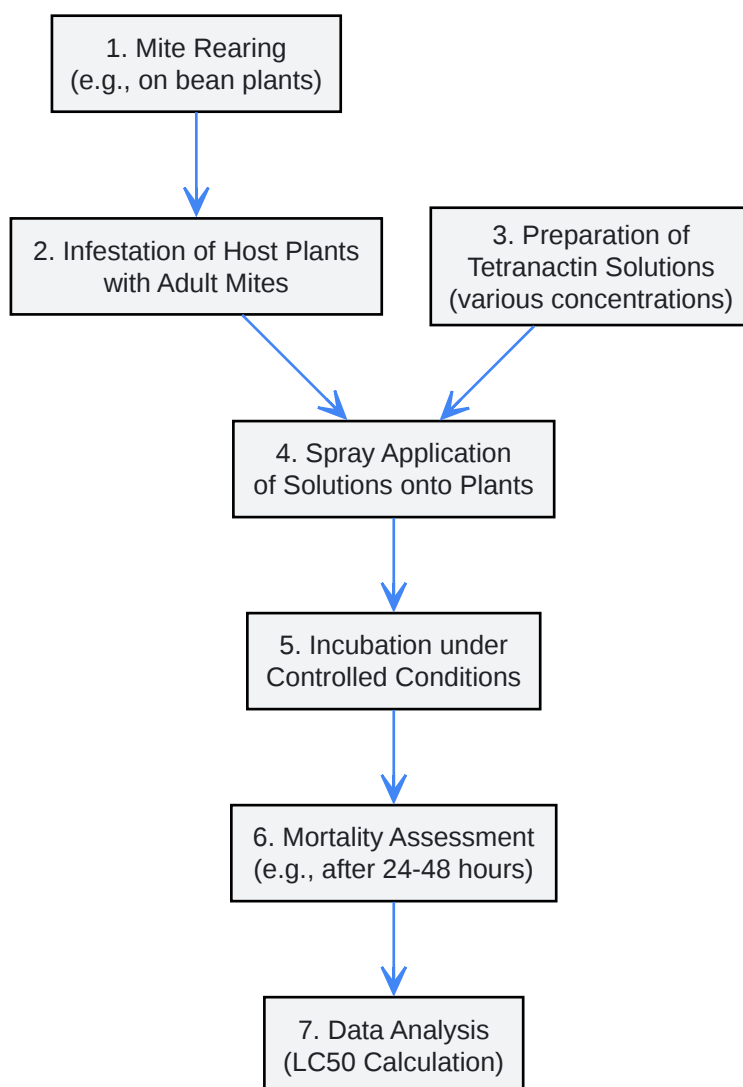 1. Mite Rearing
(e.g., on bean plants)
2. Infestation of Host Plants
with Adult Mites
3. Preparation of
Tetranactin Solutions
(various concentrations)
4. Spray Application
of Solutions onto Plants
5. Incubation under
Controlled Conditions
6. Mortality Assessment
(e.g., after 24-48 hours)
7. Data Analysis
(LC50 Calculation)